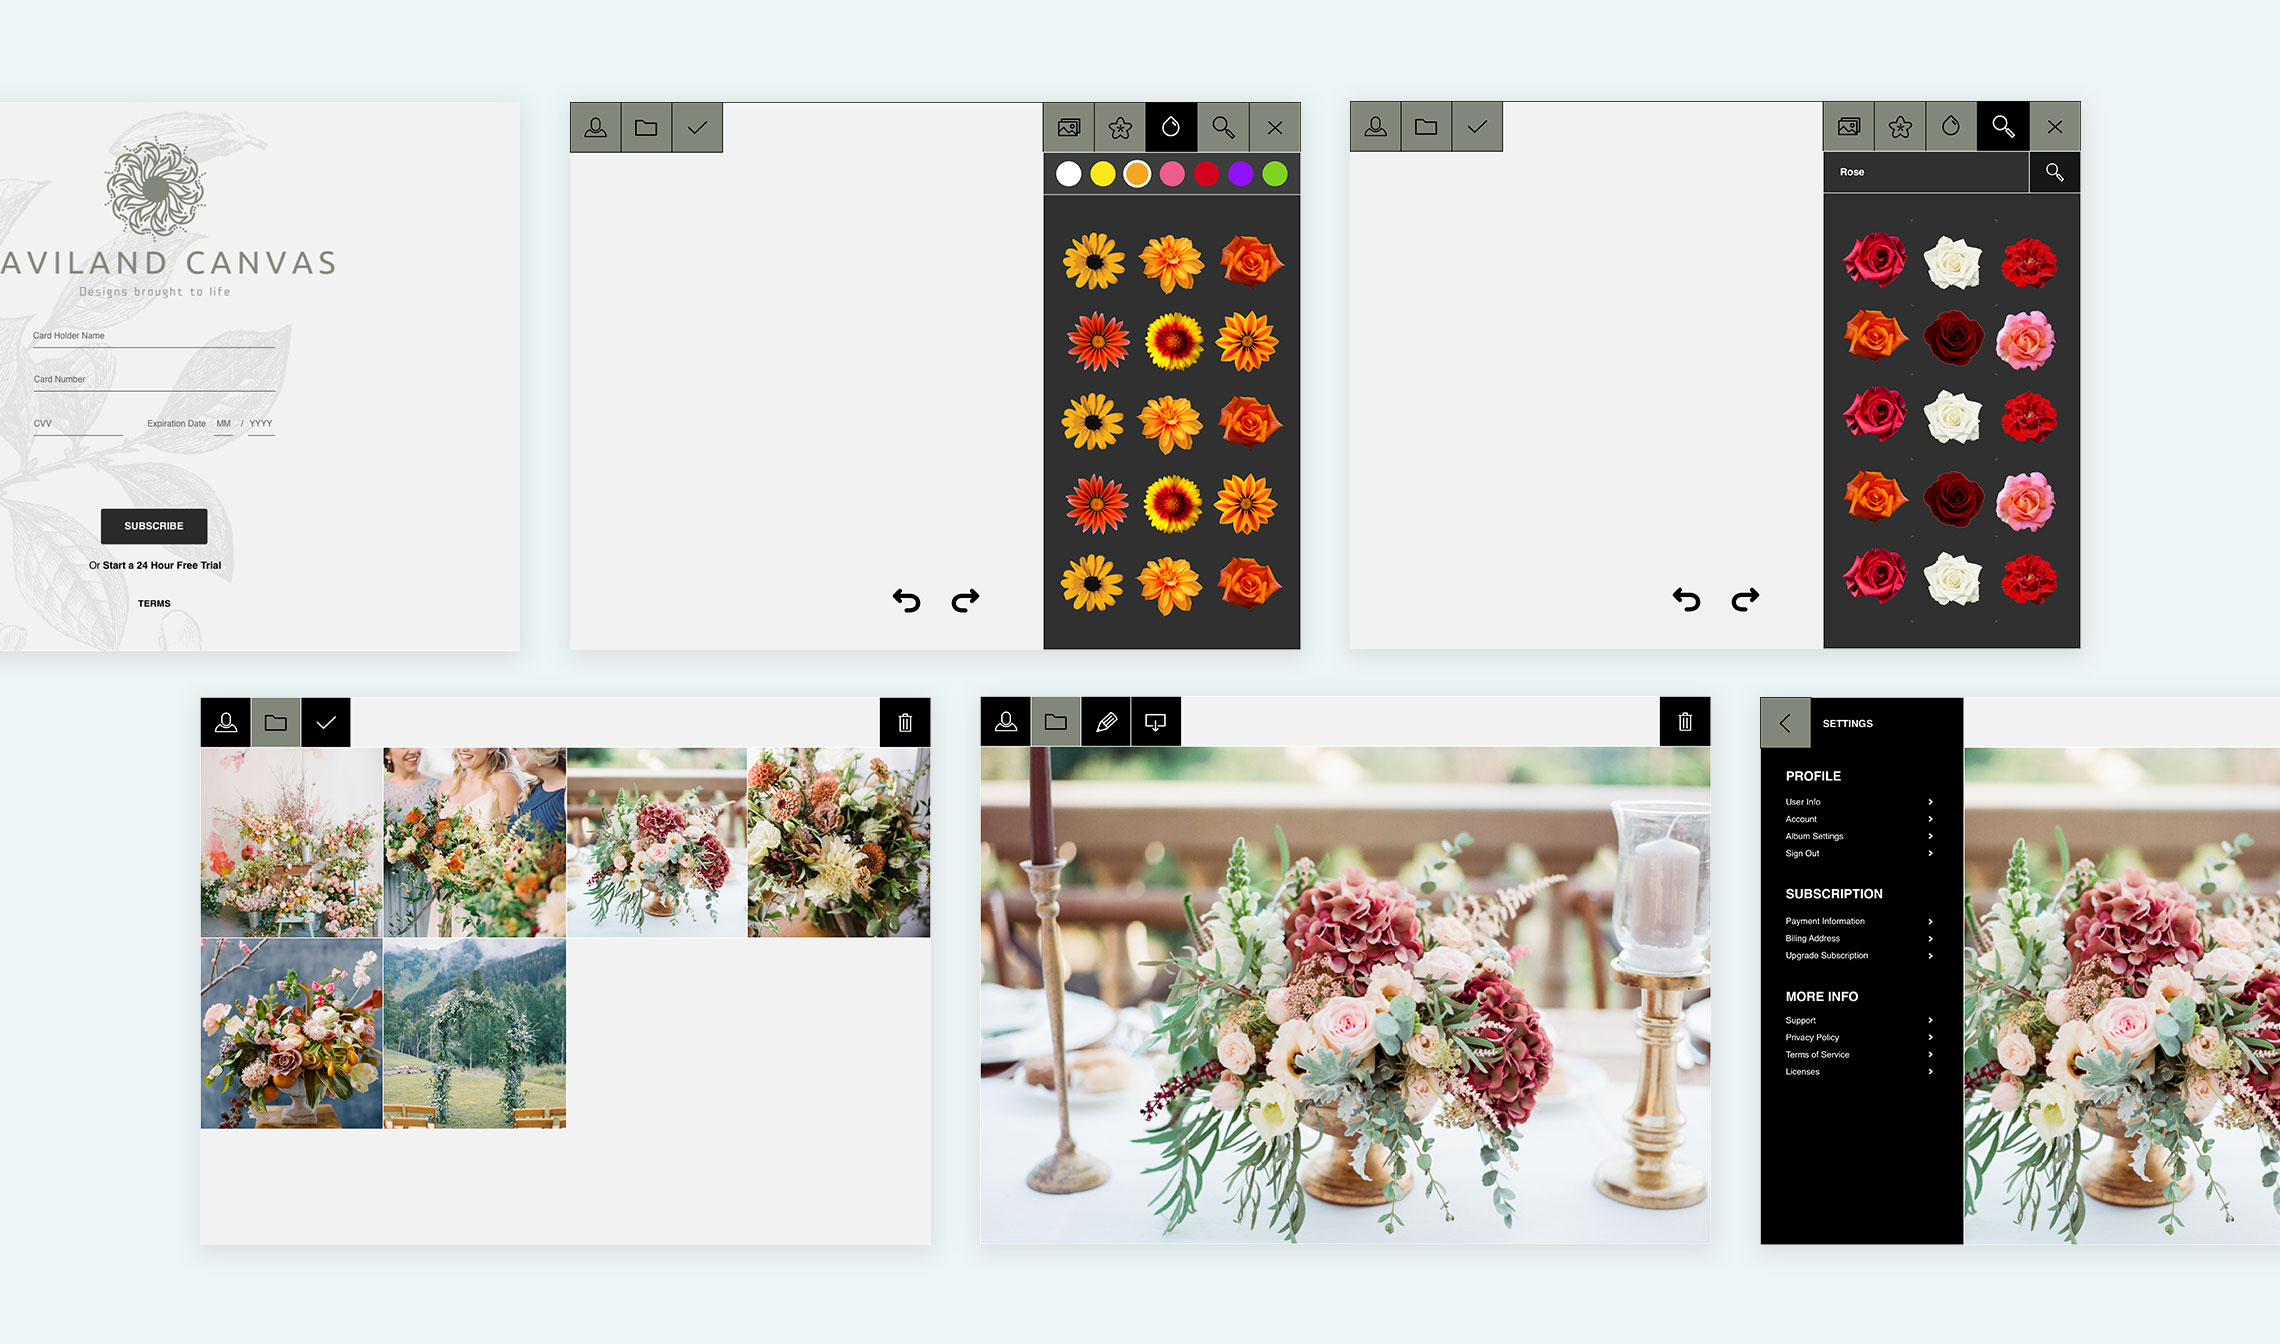 AVILAND CANVAS
Designs brought to life
Card Holder Name
Card Number
CVV Expiration Date MM / YYYY
SUBSCRIBE
Or Start a 24 Hour Free Trial
TERMS
Rose
SETTINGS
PROFILE
User Info
Account
Album Settings
Sign Out
SUBSCRIPTION
Payment Information
Biling Address
Upgrade Subscription
MORE INFO
Support
Privacy Policy
Terms of Service
Licenses